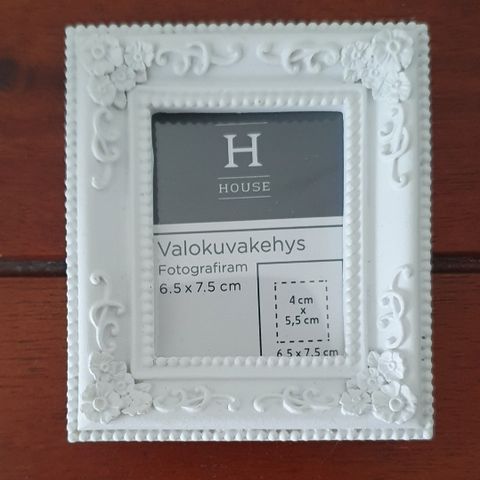 H
HOUSE
Valokuvakehys
Fotografiram
6.5 x 7.5 cm
4 cm
x
5,5 cm
6.5 x 7.5 cm